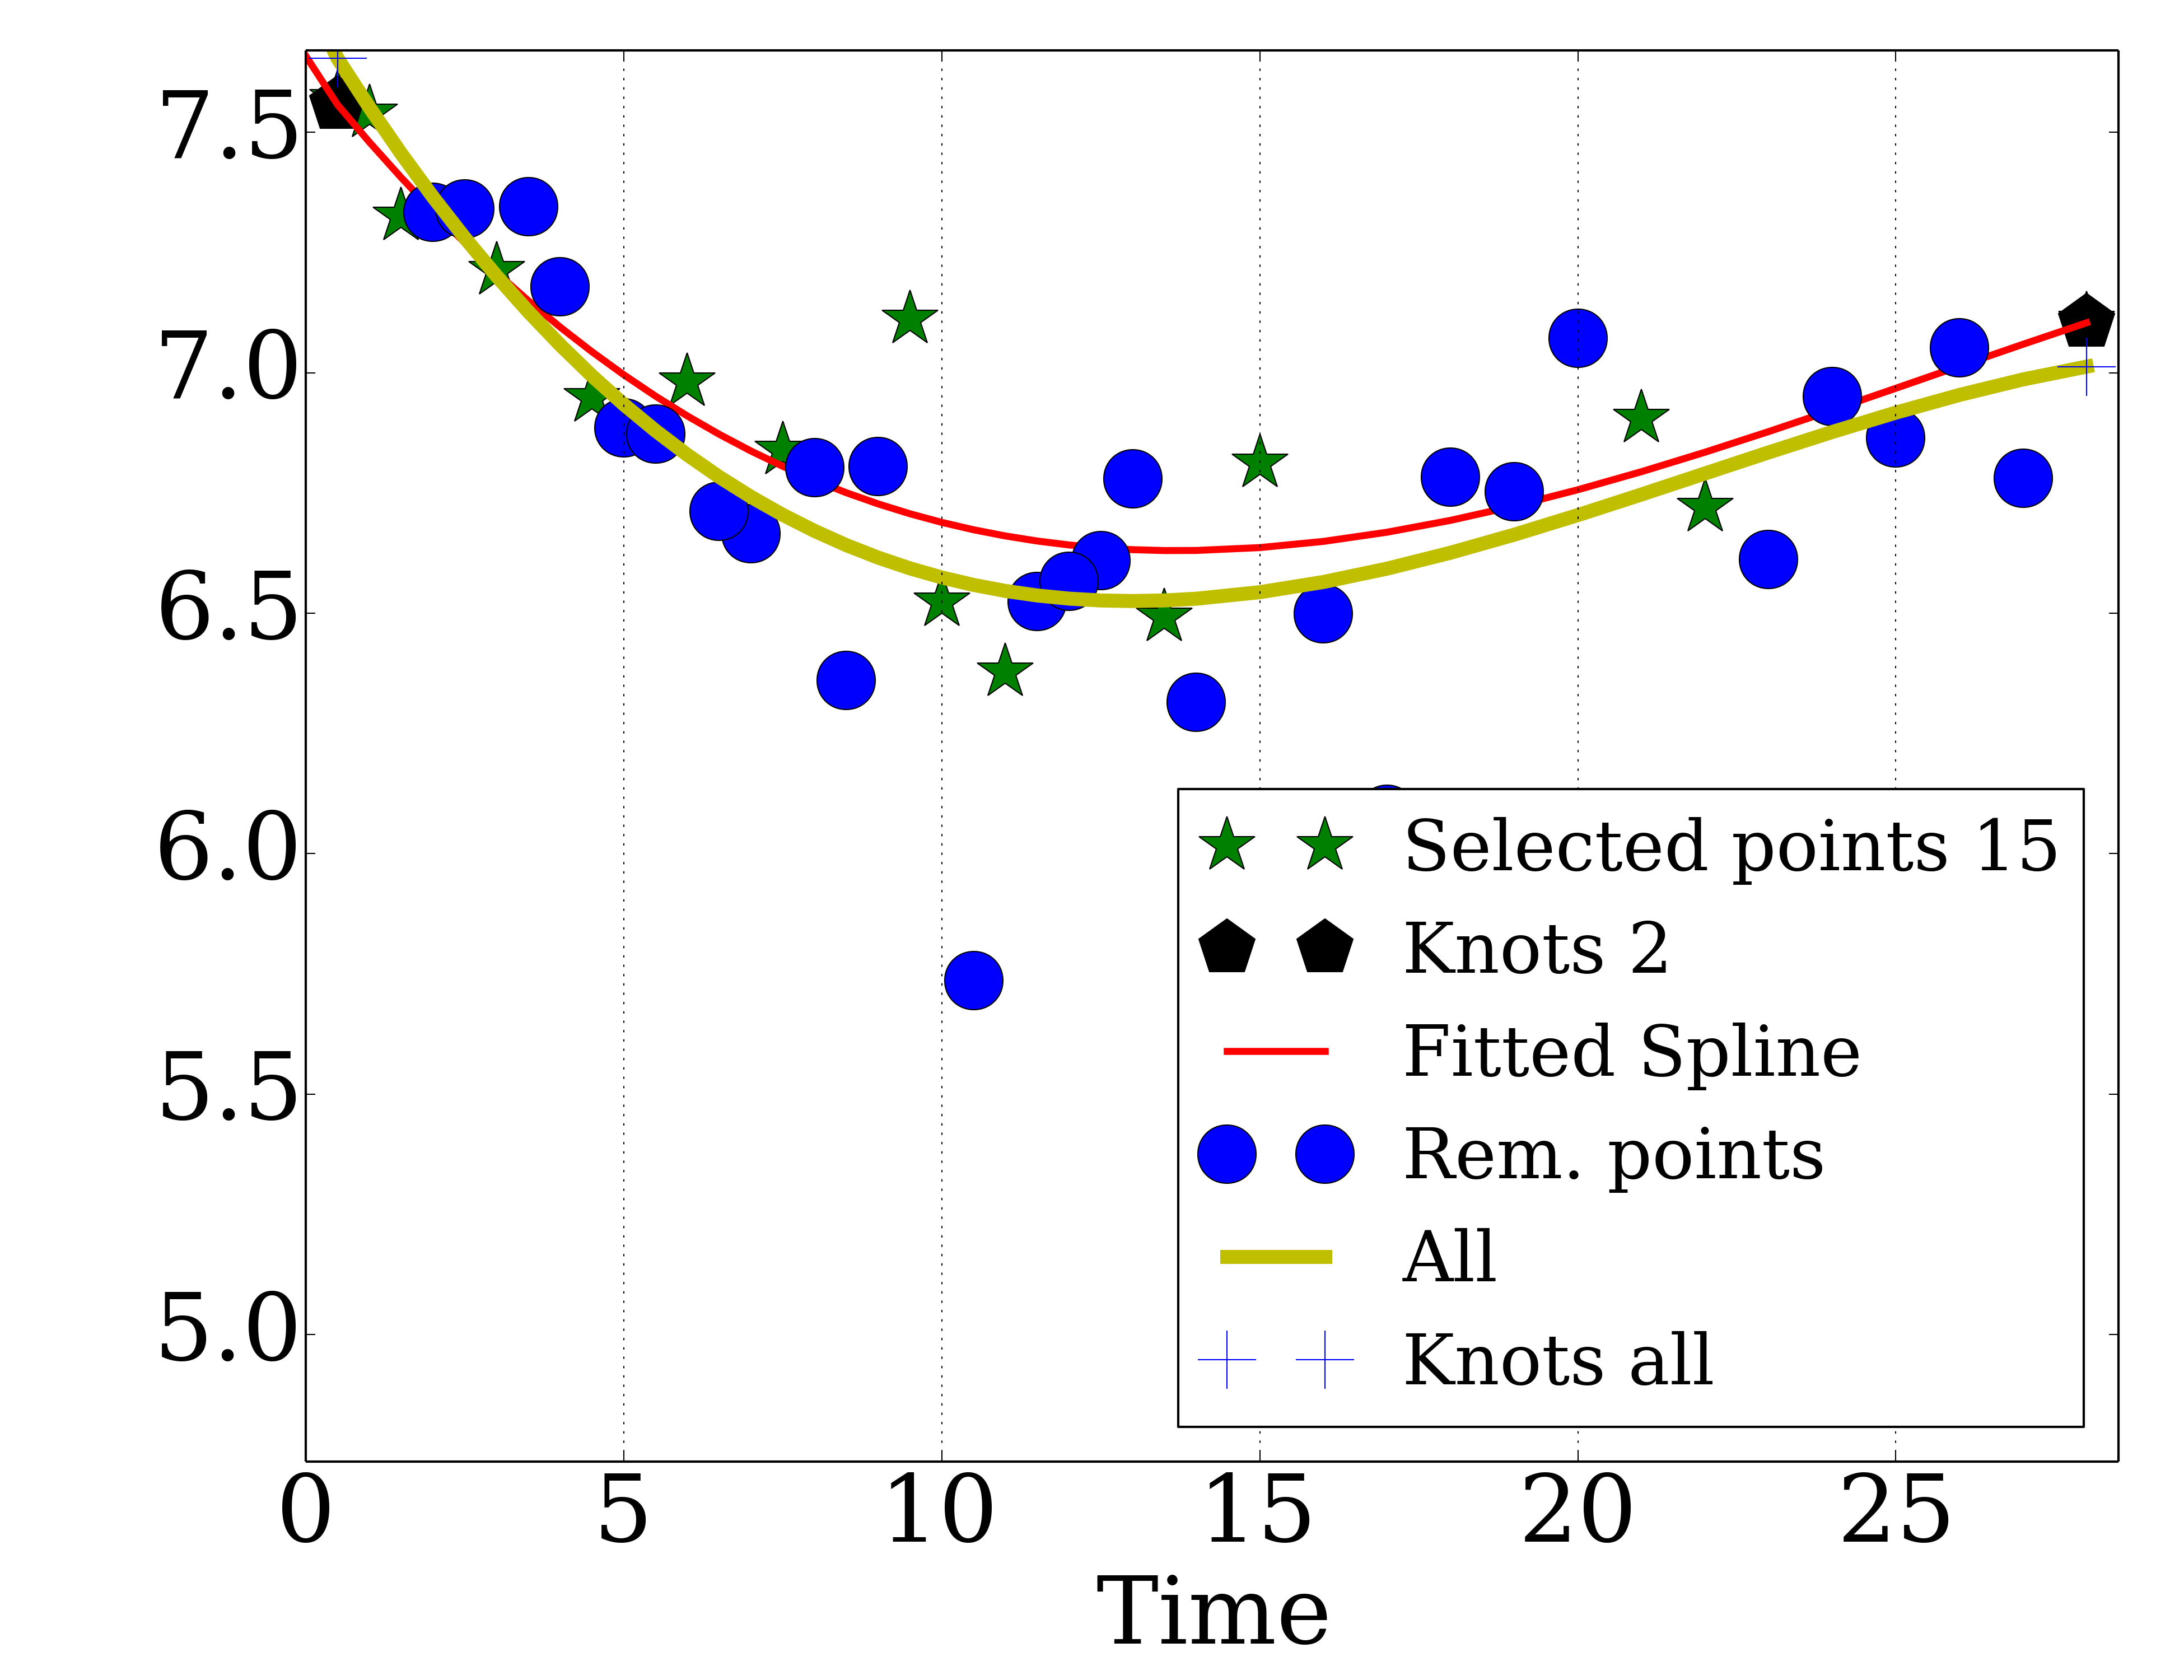 7.5
7.0
6.5
6.0
5.5
5.0
Selected points 15
Knots 2
Fitted Spline
Rem. points
All
Knots all
0 5 10 15 20 25
Time